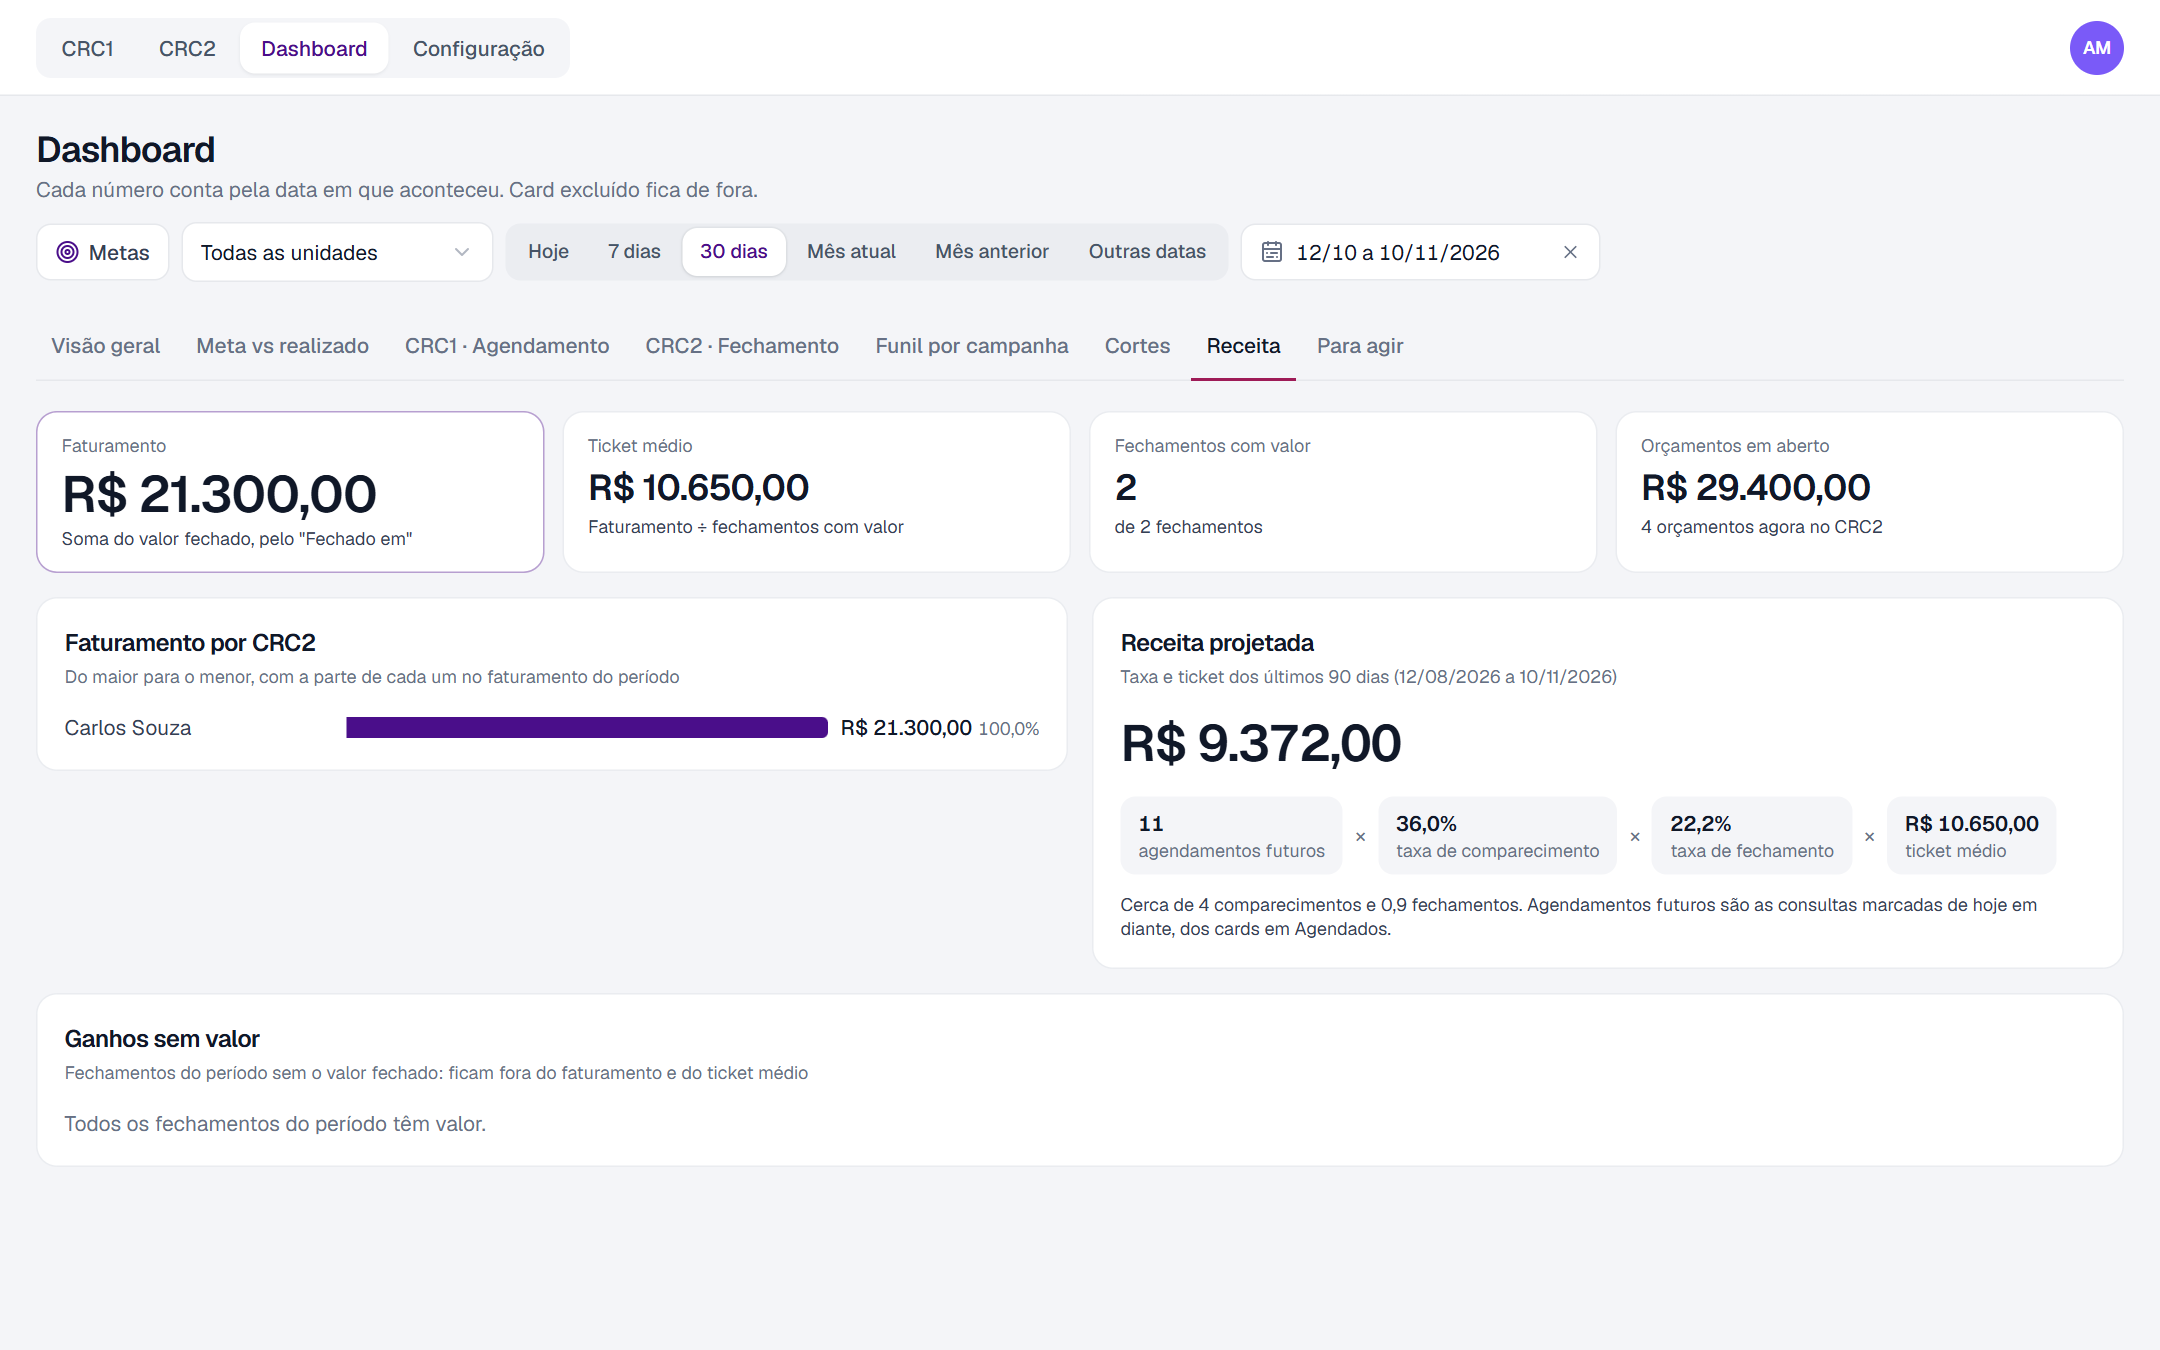 CRC1 CRC2 Dashboard Configuração AM
Dashboard
Cada número conta pela data em que aconteceu. Card excluído fica de fora.
Metas Todas as unidades Hoje 7 dias 30 dias Mês atual Mês anterior Outras datas 12/10 a 10/11/2026
Visão geral Meta vs realizado CRC1 · Agendamento CRC2 · Fechamento Funil por campanha Cortes Receita Para agir
Faturamento
R$ 21.300,00
Soma do valor fechado, pelo "Fechado em"
Ticket médio
R$ 10.650,00
Faturamento ÷ fechamentos com valor
Fechamentos com valor
2
de 2 fechamentos
Orçamentos em aberto
R$ 29.400,00
4 orçamentos agora no CRC2
Faturamento por CRC2
Do maior para o menor, com a parte de cada um no faturamento do período
Carlos Souza R$ 21.300,00 100,0%
Receita projetada
Taxa e ticket dos últimos 90 dias (12/08/2026 a 10/11/2026)
R$ 9.372,00
11 × 36,0% × 22,2% × R$ 10.650,00
agendamentos futuros taxa de comparecimento taxa de fechamento ticket médio
Cerca de 4 comparecimentos e 0,9 fechamentos. Agendamentos futuros são as consultas marcadas de hoje em
diante, dos cards em Agendados.
Ganhos sem valor
Fechamentos do período sem o valor fechado: ficam fora do faturamento e do ticket médio
Todos os fechamentos do período têm valor.